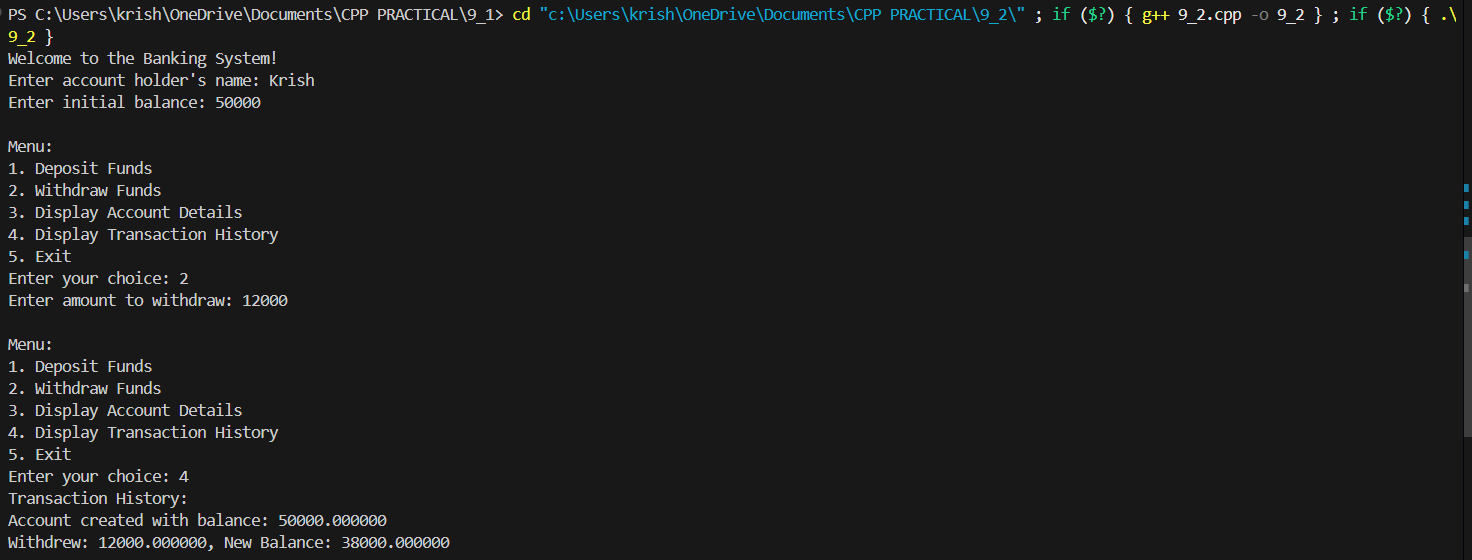 PS C:\Users\krish\OneDrive\Documents\CPP PRACTICAL\9_1> cd "c:\Users\krish\OneDrive\Documents\CPP PRACTICAL\9_2\" ; if ($?) { g++ 9_2.cpp -o 9_2 } ; if ($?) { .\
9_2 }
Welcome to the Banking System!
Enter account holder's name: Krish
Enter initial balance: 50000

Menu:
1. Deposit Funds
2. Withdraw Funds
3. Display Account Details
4. Display Transaction History
5. Exit
Enter your choice: 2
Enter amount to withdraw: 12000

Menu:
1. Deposit Funds
2. Withdraw Funds
3. Display Account Details
4. Display Transaction History
5. Exit
Enter your choice: 4
Transaction History:
Account created with balance: 50000.000000
Withdrew: 12000.000000, New Balance: 38000.000000